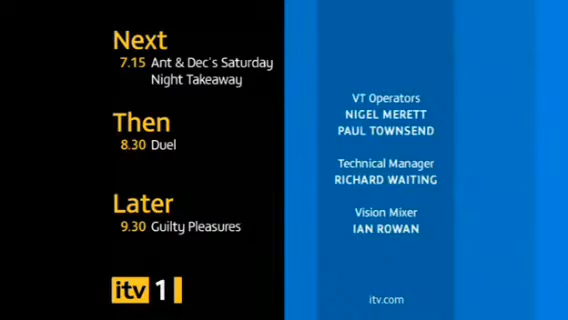 Next
7.15 Ant & Dec's Saturday
Night Takeaway
Then
8.30 Duel
Later
9.30 Guilty Pleasures
itv 1
VT Operators
NIGEL MERETT
PAUL TOWNSEND
Technical Manager
RICHARD WAITING
Vision Mixer
IAN ROWAN
itv.com